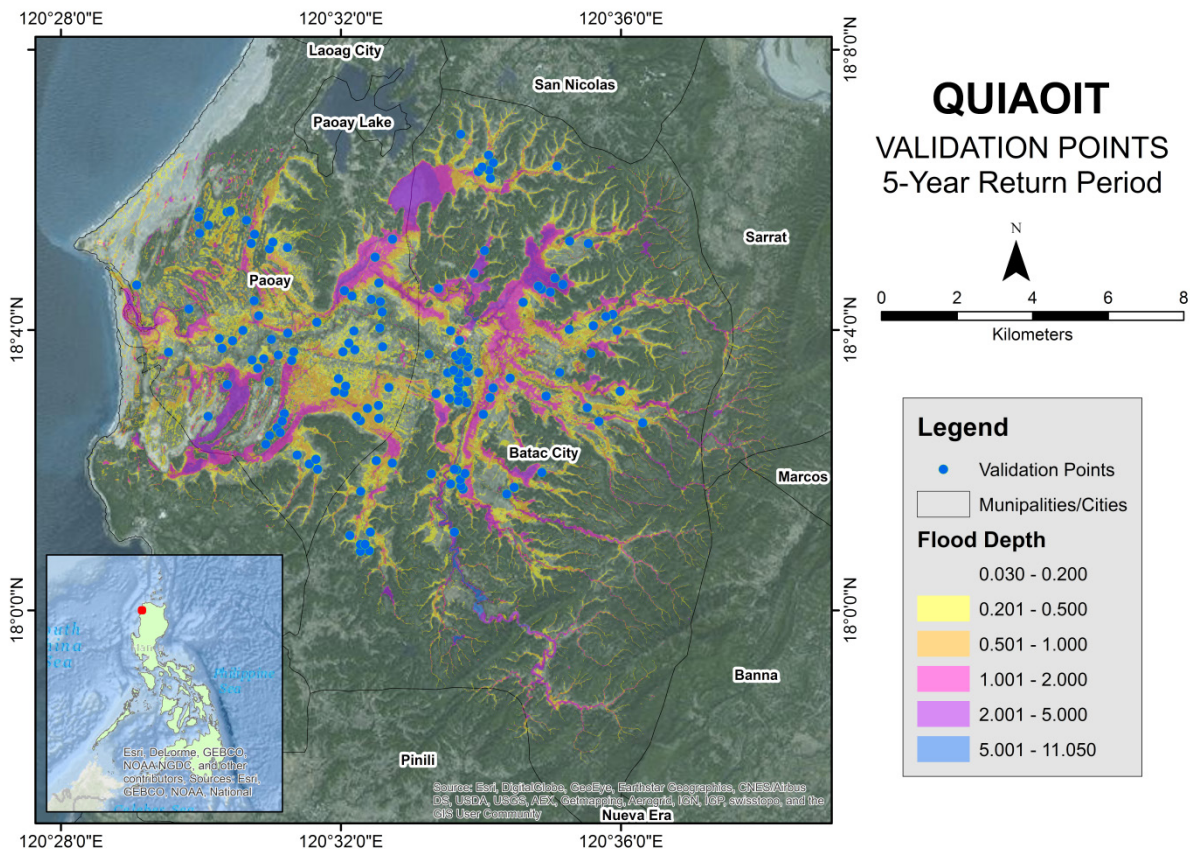 120°28'0"E
120°32'0"E
120°36'0"E
18°8'0"N
18°4'0"N
18°0'0"N
Laoag City
San Nicolas
Paoay Lake
Sarrat
Paoay
Batac City
Marcos
Banna
Pinili
Nueva Era
Esri, DeLorme, GEBCO,
NOAA NGDC, and other
contributors, Sources: Esri,
GEBCO, NOAA, National
Source: Esri, DigitalGlobe, GeoEye, Earthstar Geographics, CNES/Airbus
DS, USDA, USGS, AEX, Getmapping, Aerogrid, IGN, IGP, swisstopo, and the
GIS User Community
120°28'0"E
120°32'0"E
120°36'0"E
18°8'0"N
18°4'0"N
18°0'0"N
QUIAOIT
VALIDATION POINTS
5-Year Return Period
N
0 2 4 6 8
Kilometers
Legend
Validation Points
Munipalities/Cities
Flood Depth
0.030 - 0.200
0.201 - 0.500
0.501 - 1.000
1.001 - 2.000
2.001 - 5.000
5.001 - 11.050